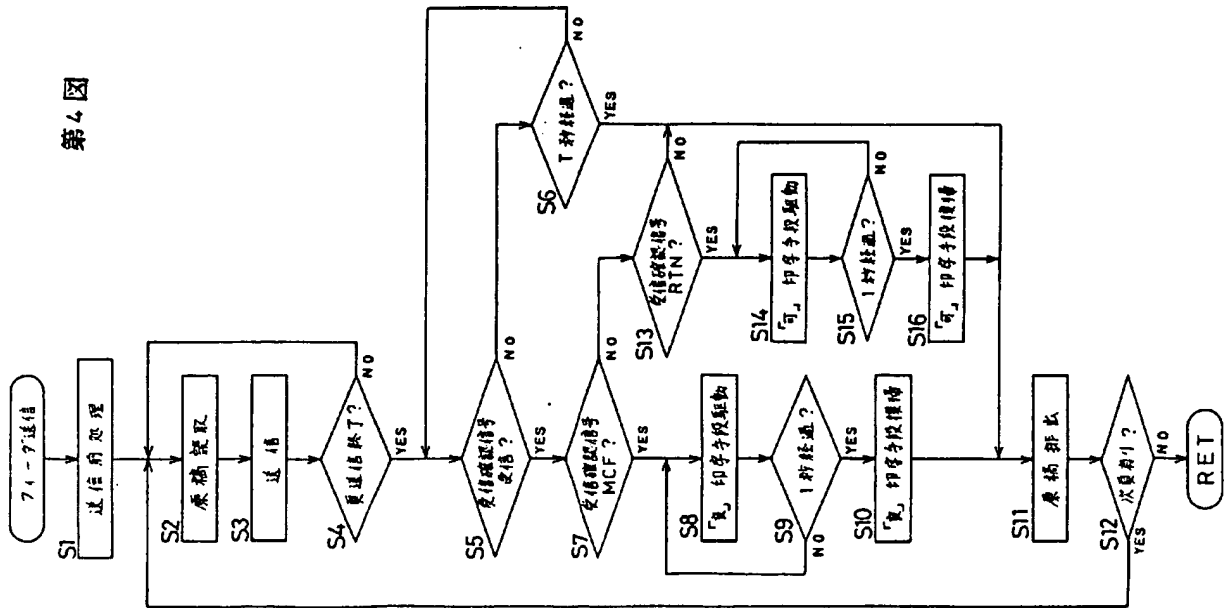 第4図
フィーダ送信
S1
送信前処理
S2
原稿読取
S3
送信
S4
頁送信終了?
NO
YES
S5
受信確認信号
受信?
NO
YES
S6
T秒経過?
NO
YES
S7
受信確認信号
MCF?
NO
YES
S8
「良」印字手段駆動
S9
1秒経過?
NO
YES
S10
「良」印字手段復帰
S11
原稿排出
S12
次頁有り?
YES
NO
RET
S13
受信確認信号
RTN?
NO
YES
S14
「可」印字手段駆動
S15
1秒経過?
NO
YES
S16
「可」印字手段復帰